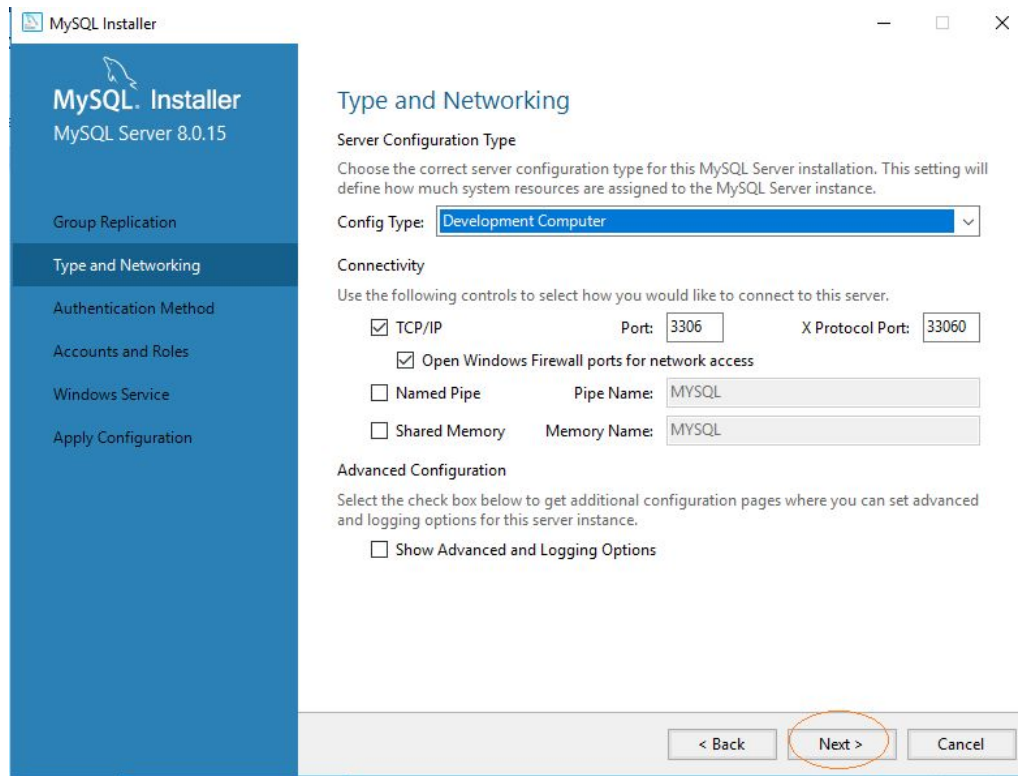 MySQL Installer
MySQL. Installer
MySQL Server 8.0.15
Group Replication
Type and Networking
Authentication Method
Accounts and Roles
Windows Service
Apply Configuration
Type and Networking
Server Configuration Type
Choose the correct server configuration type for this MySQL Server installation. This setting will
define how much system resources are assigned to the MySQL Server instance.
Config Type: Development Computer
Connectivity
Use the following controls to select how you would like to connect to this server.
TCP/IP Port: 3306 X Protocol Port: 33060
Open Windows Firewall ports for network access
Named Pipe Pipe Name: MYSQL
Shared Memory Memory Name: MYSQL
Advanced Configuration
Select the check box below to get additional configuration pages where you can set advanced
and logging options for this server instance.
Show Advanced and Logging Options
< Back Next > Cancel